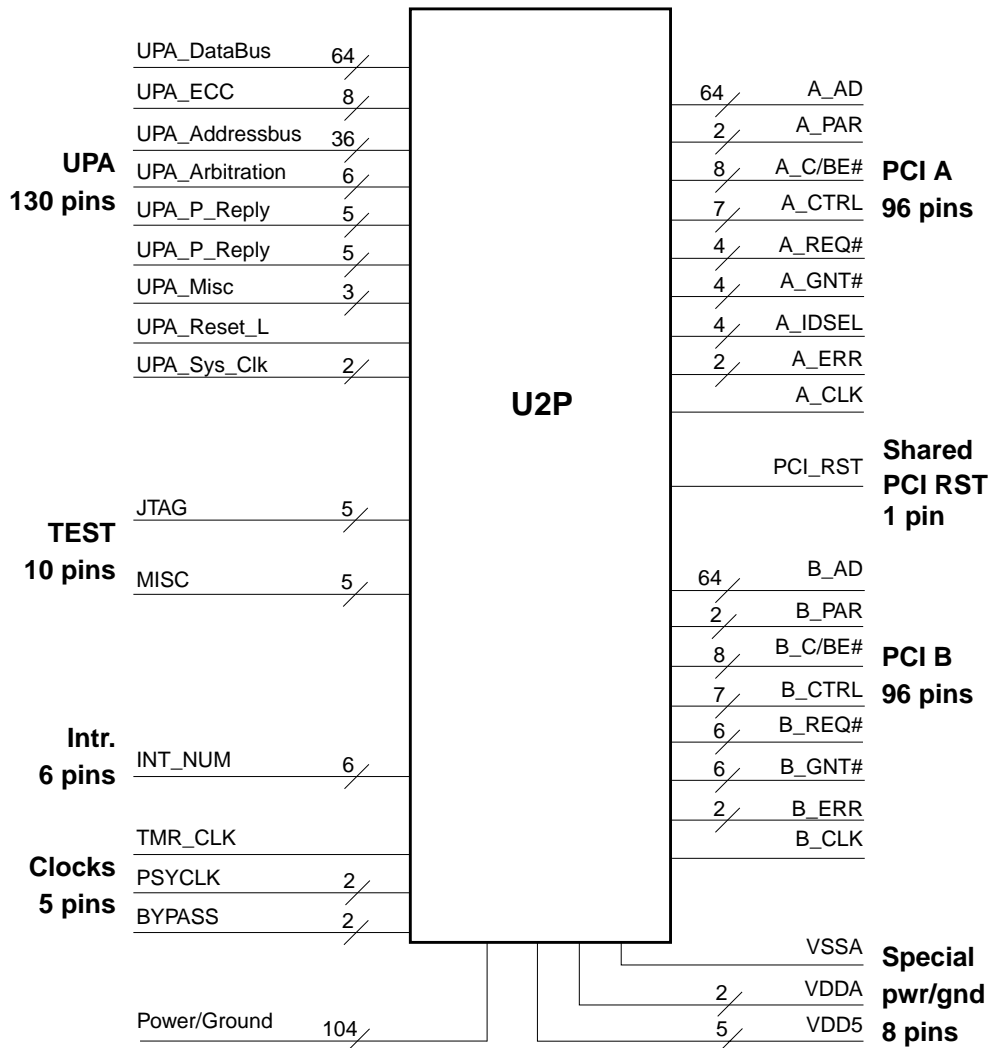 UPA_DataBus 64
UPA_ECC 8
UPA_Addressbus 36
UPA_Arbitration 6
UPA_P_Reply 5
UPA_P_Reply 5
UPA_Misc 3
UPA_Reset_L
UPA_Sys_Clk 2
UPA
130 pins
JTAG 5
MISC 5
TEST
10 pins
INT_NUM 6
Intr.
6 pins
TMR_CLK
PSYCLK 2
BYPASS 2
Clocks
5 pins
Power/Ground 104
U2P
64 A_AD
2 A_PAR
8 A_C/BE#
7 A_CTRL
4 A_REQ#
4 A_GNT#
4 A_IDSEL
2 A_ERR
A_CLK
PCI A
96 pins
PCI_RST
Shared
PCI RST
1 pin
64 B_AD
2 B_PAR
8 B_C/BE#
7 B_CTRL
6 B_REQ#
6 B_GNT#
2 B_ERR
B_CLK
PCI B
96 pins
VSSA
2 VDDA
5 VDD5
Special
pwr/gnd
8 pins